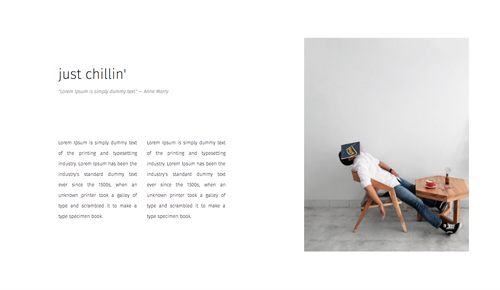 just chillin'
"Lorem Ipsum is simply dummy text." — Anne Marry
Lorem Ipsum is simply dummy text
of the printing and typesetting
industry. Lorem Ipsum has been the
industry's standard dummy text
ever since the 1500s, when an
unknown printer took a galley of
type and scrambled it to make a
type specimen book.
Lorem Ipsum is simply dummy text
of the printing and typesetting
industry. Lorem Ipsum has been the
industry's standard dummy text
ever since the 1500s, when an
unknown printer took a galley of
type and scrambled it to make a
type specimen book.